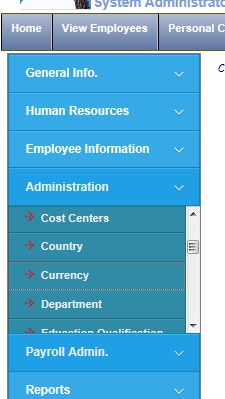 System Administrato
Home View Employees Personal C
General Info.
Human Resources
Employee Information
Administration
Cost Centers
Country
Currency
Department
Education Qualification
Payroll Admin.
Reports